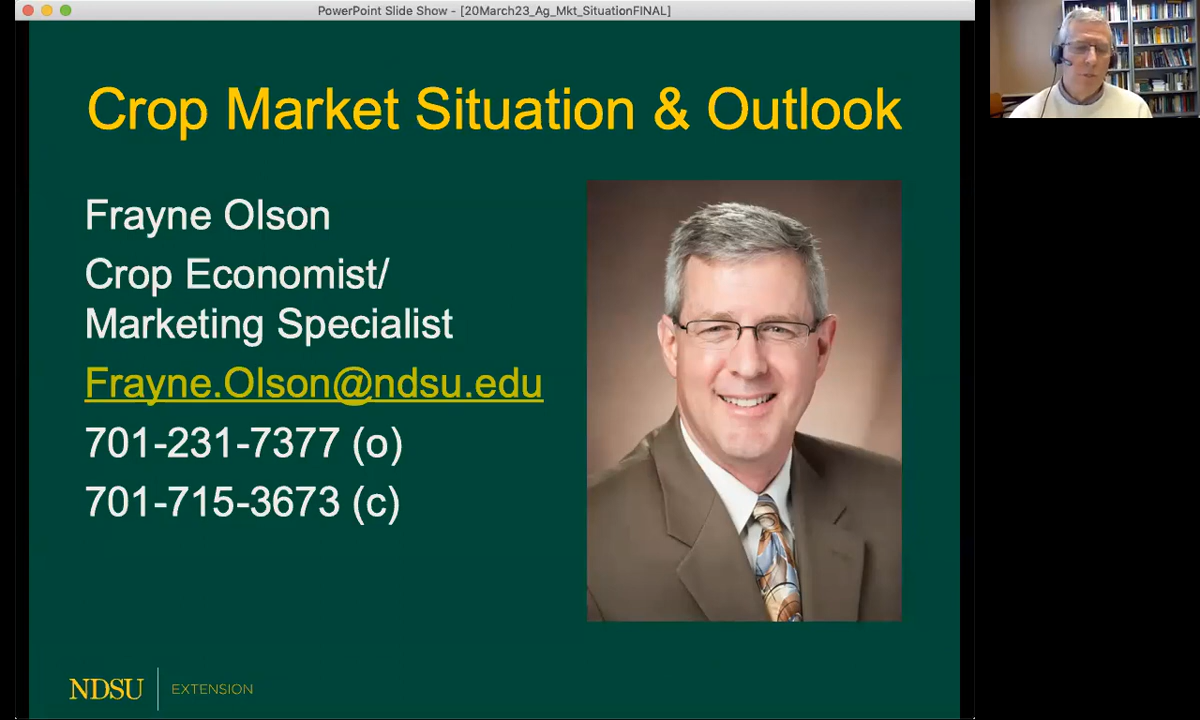 PowerPoint Slide Show - [20March23_Ag_Mkt_SituationFINAL]
Crop Market Situation & Outlook
Frayne Olson
Crop Economist/
Marketing Specialist
Frayne.Olson@ndsu.edu
701-231-7377 (o)
701-715-3673 (c)
NDSU EXTENSION